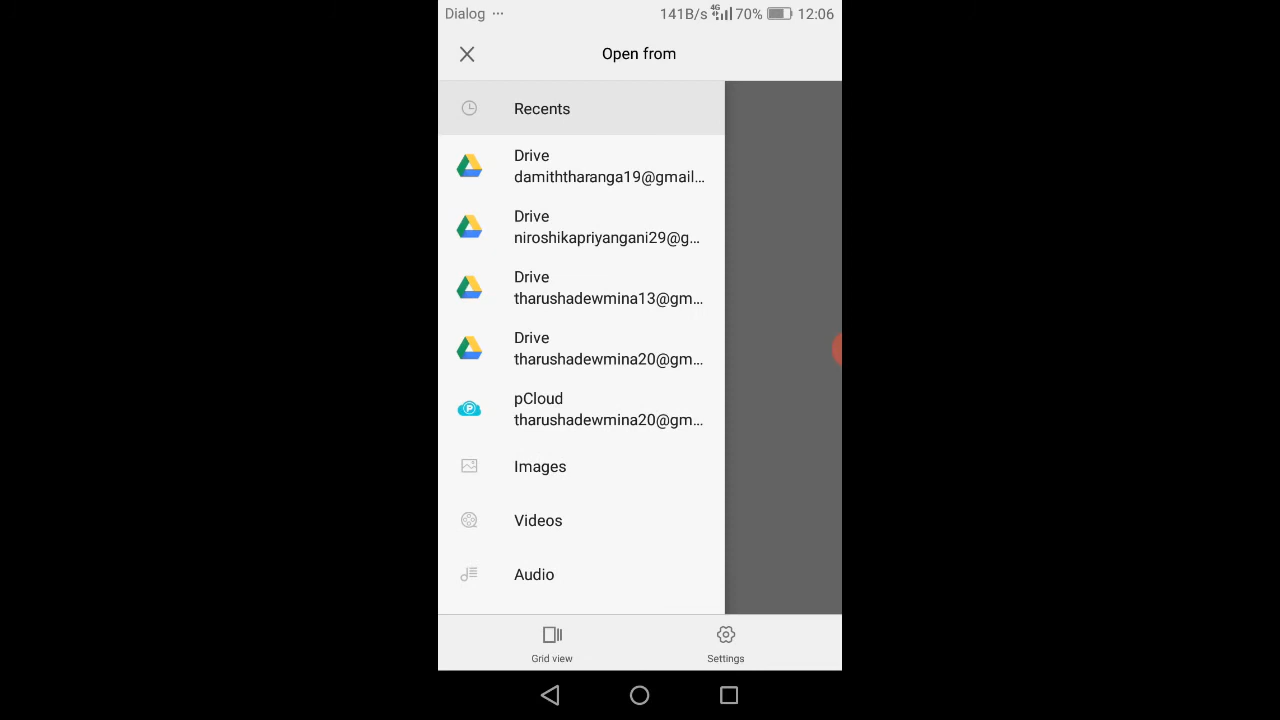 Dialog ... 141B/s 4G 70% 12:06
Open from
Recents
Drive
damiththaranga19@gmail...
Drive
niroshikapriyangani29@g...
Drive
tharushadewmina13@gm...
Drive
tharushadewmina20@gm...
pCloud
tharushadewmina20@gm...
Images
Videos
Audio
Grid view Settings